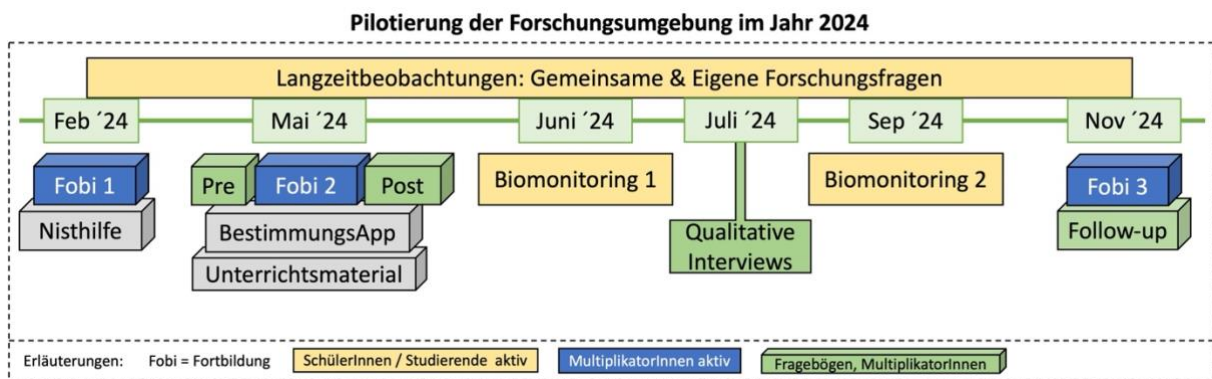 Pilotierung der Forschungsumgebung im Jahr 2024
Langzeitbeobachtungen: Gemeinsame & Eigene Forschungsfragen
Feb ´24
Mai ´24
Juni ´24
Juli ´24
Sep ´24
Nov ´24
Fobi 1
Pre
Fobi 2
Post
Biomonitoring 1
Biomonitoring 2
Fobi 3
Nisthilfe
BestimmungsApp
Unterrichtsmaterial
Qualitative
Interviews
Follow-up
Erläuterungen: Fobi = Fortbildung
SchülerInnen / Studierende aktiv
MultiplikatorInnen aktiv
Fragebögen, MultiplikatorInnen